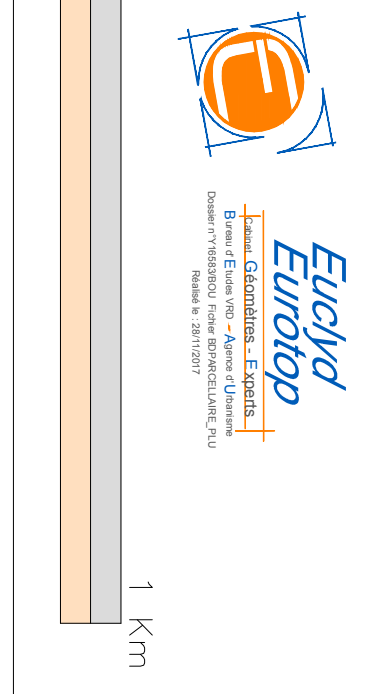 Euclyd
Eurotop
Cabinet Géomètres - Experts
Bureau d'Etudes VRD - Agence d'Urbanisme
Dossier n°Y16583/BOU Fichier BDPARCELLAIRE_PLU
Réalisé le : 28/11/2017
1 Km